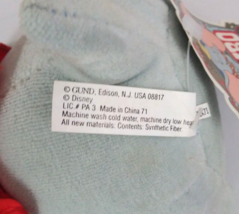 © GUND, Edison, N.J. USA 08817
© Disney
LIC.# PA 3 Made in China 71
Machine wash cold water, machine dry low heat
All new materials: Contents, Synthetic Fiber